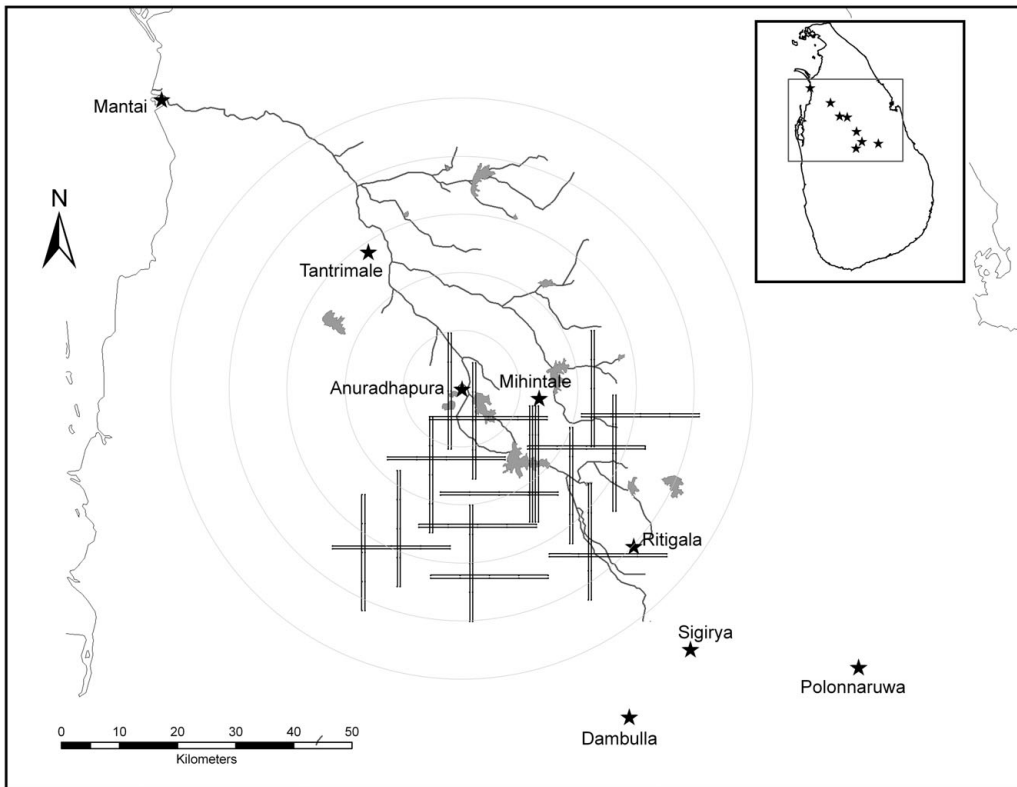 Mantai
N
Tantrimale
Anuradhapura
Mihintale
Ritigala
Sigirya
Polonnaruwa
Dambulla
0 10 20 30 40 50
Kilometers